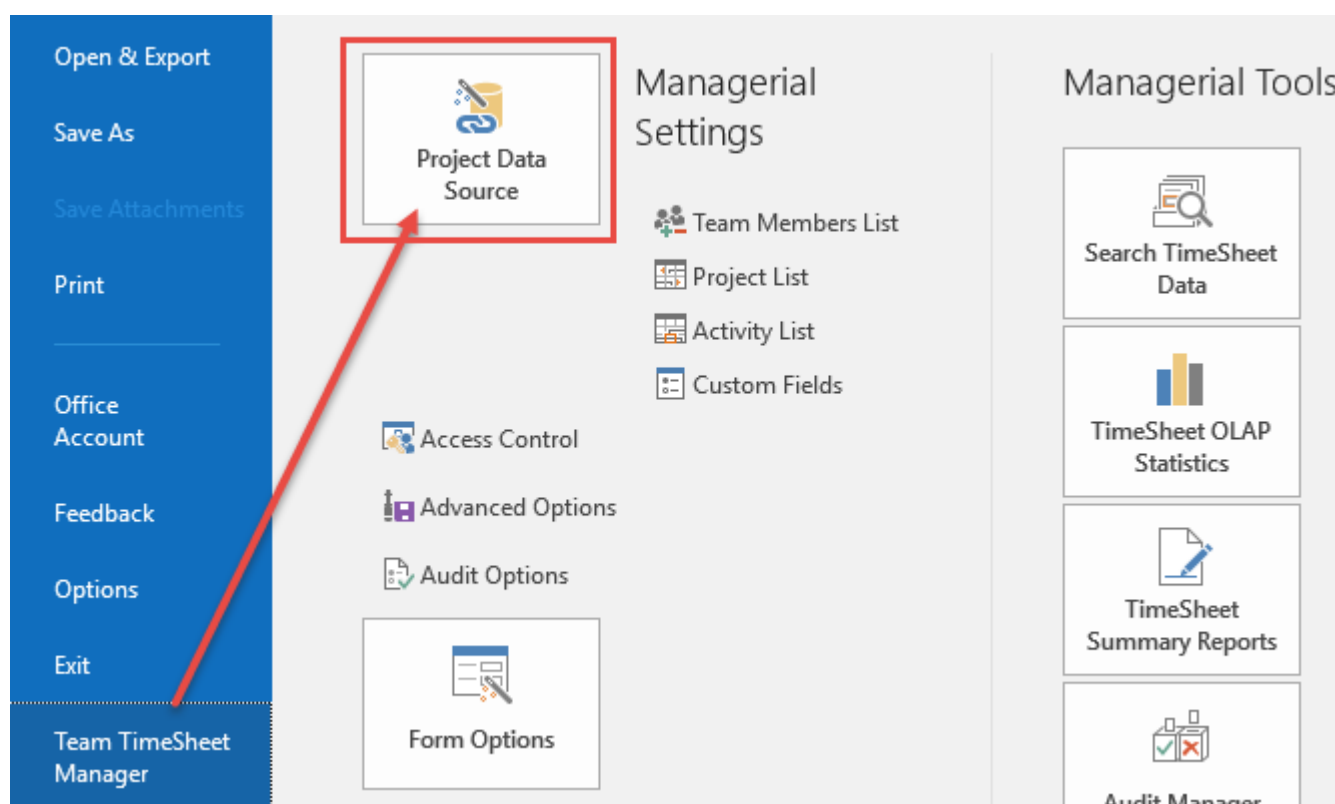 Open & Export
Save As
Save Attachments
Print
Office
Account
Feedback
Options
Exit
Team TimeSheet
Manager
Project Data
Source
Managerial
Settings
Team Members List
Project List
Activity List
Custom Fields
Access Control
Advanced Options
Audit Options
Form Options
Managerial Tools
Search TimeSheet
Data
TimeSheet OLAP
Statistics
TimeSheet
Summary Reports
Audit Manager